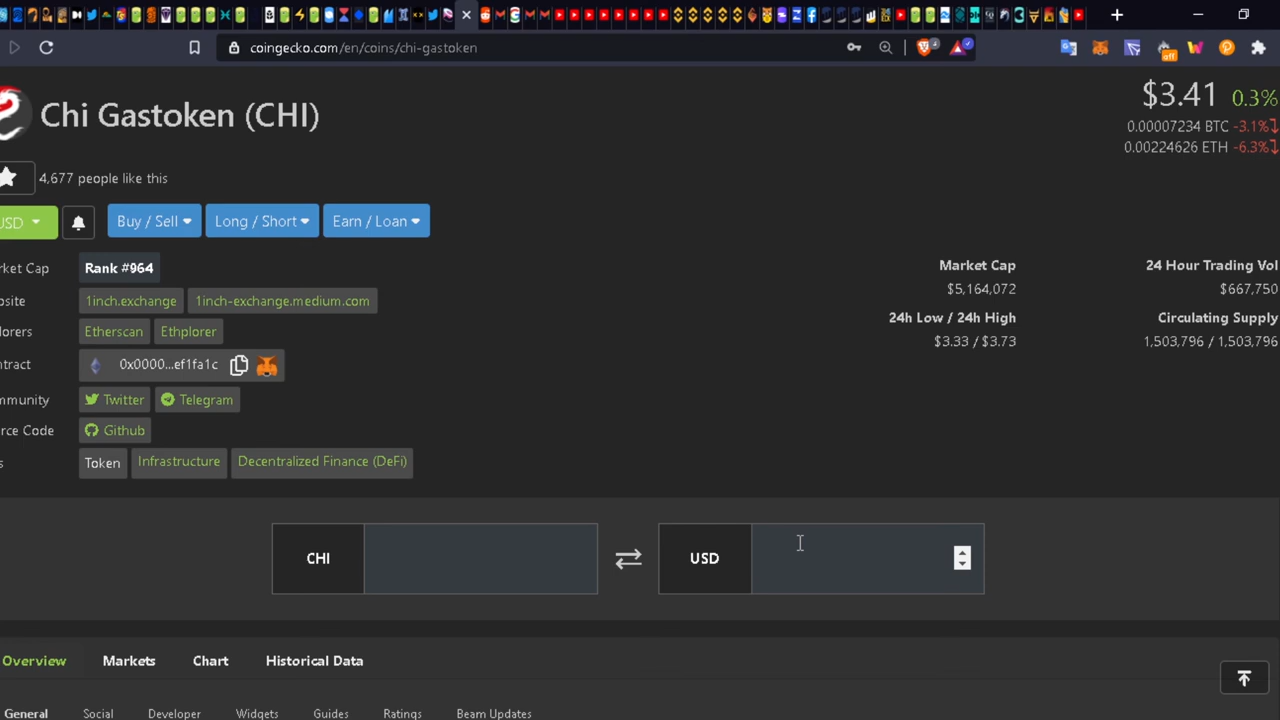 coingecko.com/en/coins/chi-gastoken
off
Chi Gastoken (CHI)
$3.41 0.3%
0.00007234 BTC -3.1%
0.00224626 ETH -6.3%
4,677 people like this
USD
Buy / Sell
Long / Short
Earn / Loan
rket Cap Rank #964
bsite 1inch.exchange 1inch-exchange.medium.com
lorers Etherscan Ethplorer
ntract 0x0000...ef1fa1c
mmunity Twitter Telegram
rce Code Github
s Token Infrastructure Decentralized Finance (DeFi)
Market Cap 24 Hour Trading Vol
$5,164,072 $667,750
24h Low / 24h High Circulating Supply
$3.33 / $3.73 1,503,796 / 1,503,796
CHI USD
Overview Markets Chart Historical Data
General Social Developer Widgets Guides Ratings Beam Updates